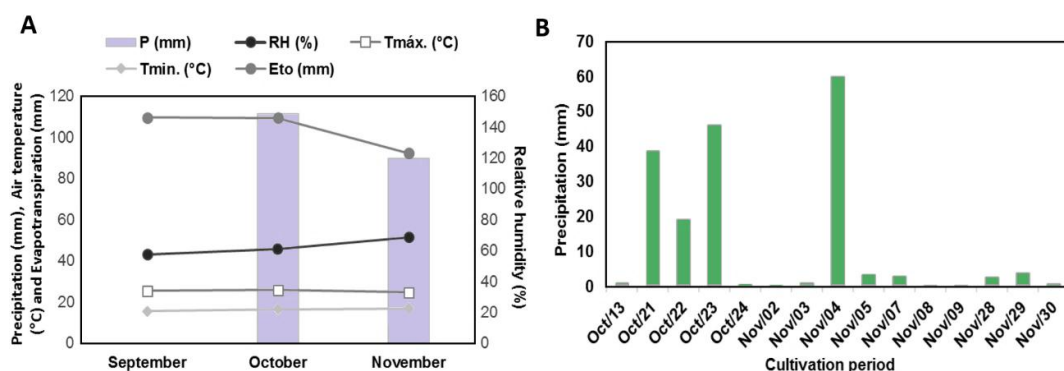 A
P (mm)
RH (%)
Tmáx. (°C)
Tmin. (°C)
Eto (mm)
Precipitation (mm), Air temperature
(°C) and Evapotranspiration (mm)
120
100
80
60
40
20
0
160
140
120
100
80
60
40
20
0
Relative humidity (%)
September
October
November
B
Precipitation (mm)
70
60
50
40
30
20
10
0
Oct/13
Oct/21
Oct/22
Oct/23
Oct/24
Nov/02
Nov/03
Nov/04
Nov/05
Nov/07
Nov/08
Nov/09
Nov/28
Nov/29
Nov/30
Cultivation period